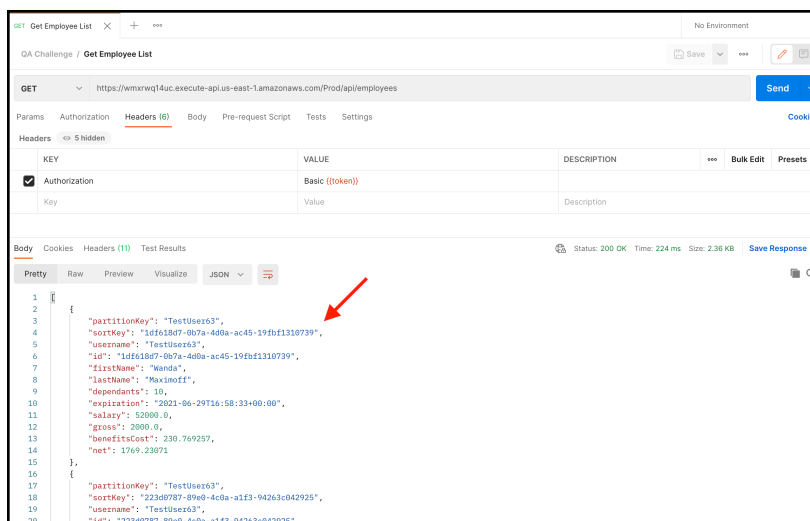 GET Get Employee List
No Environment
QA Challenge / Get Employee List
Save
GET https://wmxrwq14uc.execute-api.us-east-1.amazonaws.com/Prod/api/employees Send
Params Authorization Headers (6) Body Pre-request Script Tests Settings Cooki
Headers 5 hidden
KEY VALUE DESCRIPTION Bulk Edit Presets
Authorization Basic {{token}}
Key Value Description
Body Cookies Headers (11) Test Results Status: 200 OK Time: 224 ms Size: 2.36 KB Save Response
Pretty Raw Preview Visualize JSON
1 [
2 {
3 "partitionKey": "TestUser63",
4 "sortKey": "1df618d7-0b7a-4d0a-ac45-19fbf1310739",
5 "username": "TestUser63",
6 "id": "1df618d7-0b7a-4d0a-ac45-19fbf1310739",
7 "firstName": "Wanda",
8 "lastName": "Maximoff",
9 "dependants": 10,
10 "expiration": "2021-06-29T16:58:33+00:00",
11 "salary": 52000.0,
12 "gross": 2000.0,
13 "benefitsCost": 230.769257,
14 "net": 1769.23071
15 },
16 {
17 "partitionKey": "TestUser63",
18 "sortKey": "223d0787-89e0-4c0a-a1f3-94263c042925",
19 "username": "TestUser63",
20 "id": "223d0787-89e0-4c0a-a1f3-94263c042925"